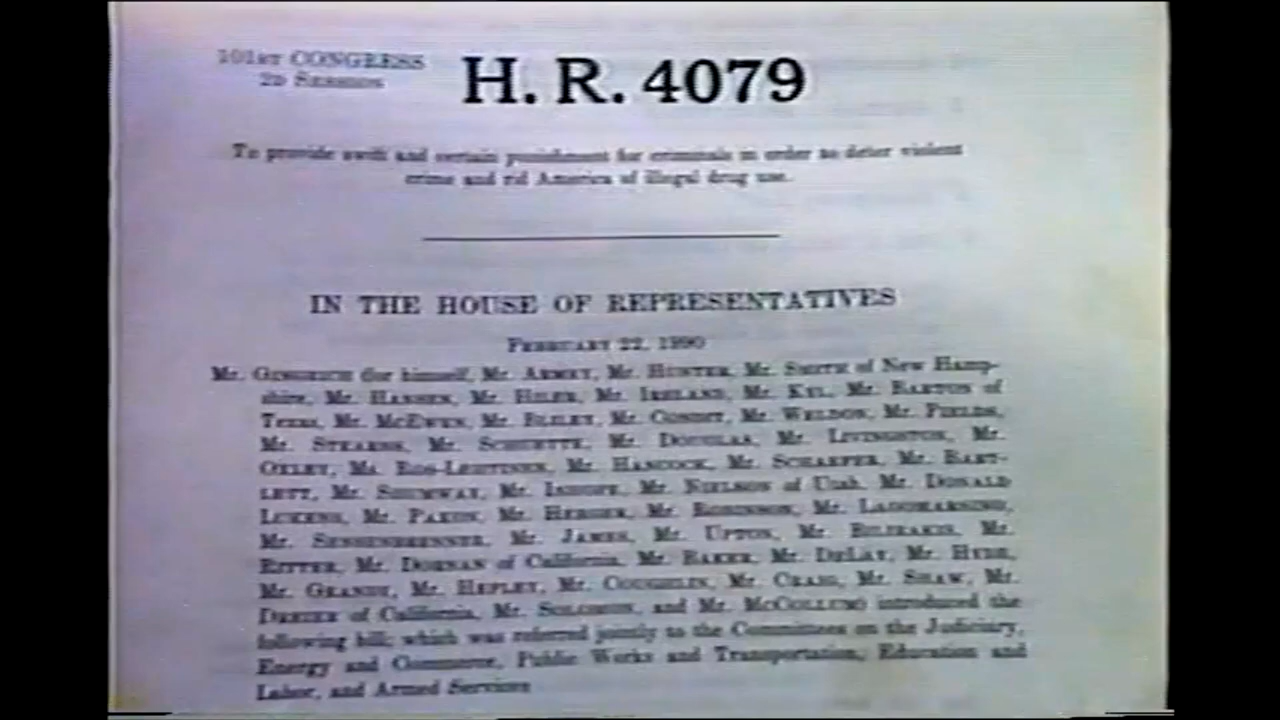 101ST CONGRESS
2D SESSION
H. R. 4079
To provide swift and certain punishment for criminals in order to deter violent
crime and rid America of illegal drug use.
IN THE HOUSE OF REPRESENTATIVES
FEBRUARY 22, 1990
Mr. GINGRICH (for himself, Mr. ARMEY, Mr. HUNTER, Mr. SMITH of New Hamp-
shire, Mr. HANSEN, Mr. HILER, Mr. IRELAND, Mr. KYL, Mr. BARTON of
Texas, Mr. MCEWEN, Mr. BLILEY, Mr. CONDIT, Mr. WELDON, Mr. FIELDS,
Mr. STEARNS, Mr. SCHUETTE, Mr. DOUGLAS, Mr. LIVINGSTON, Mr.
OXLEY, Ms. ROS-LEHTINEN, Mr. HANCOCK, Mr. SCHAEFER, Mr. BART-
LETT, Mr. SHUMWAY, Mr. INHOFE, Mr. NIELSON of Utah, Mr. DONALD
LUKENS, Mr. PAXON, Mr. HERGER, Mr. ROBINSON, Mr. LAGOMARSINO,
Mr. SENSENBRENNER, Mr. JAMES, Mr. UPTON, Mr. BILIRAKIS, Mr.
RITTER, Mr. DORNAN of California, Mr. BAKER, Mr. DELAY, Mr. HYDE,
Mr. GRANDY, Mr. HEFLEY, Mr. COUGHLIN, Mr. CRAIG, Mr. SHAW, Mr.
DREIER of California, Mr. SOLOMON, and Mr. MCCOLLUM) introduced the
following bill; which was referred jointly to the Committees on the Judiciary,
Energy and Commerce, Public Works and Transportation, Education and
Labor, and Armed Services